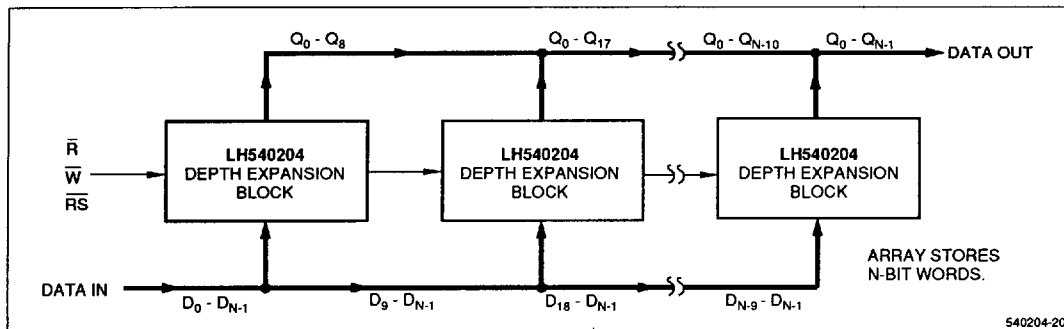 Q0 - Q8
Q0 - Q17
Q0 - QN-10
Q0 - QN-1
DATA OUT
R̅
W̅
R̅S̅
LH540204
DEPTH EXPANSION
BLOCK
LH540204
DEPTH EXPANSION
BLOCK
LH540204
DEPTH EXPANSION
BLOCK
ARRAY STORES
N-BIT WORDS.
DATA IN
D0 - DN-1
D9 - DN-1
D18 - DN-1
DN-9 - DN-1
540204-20